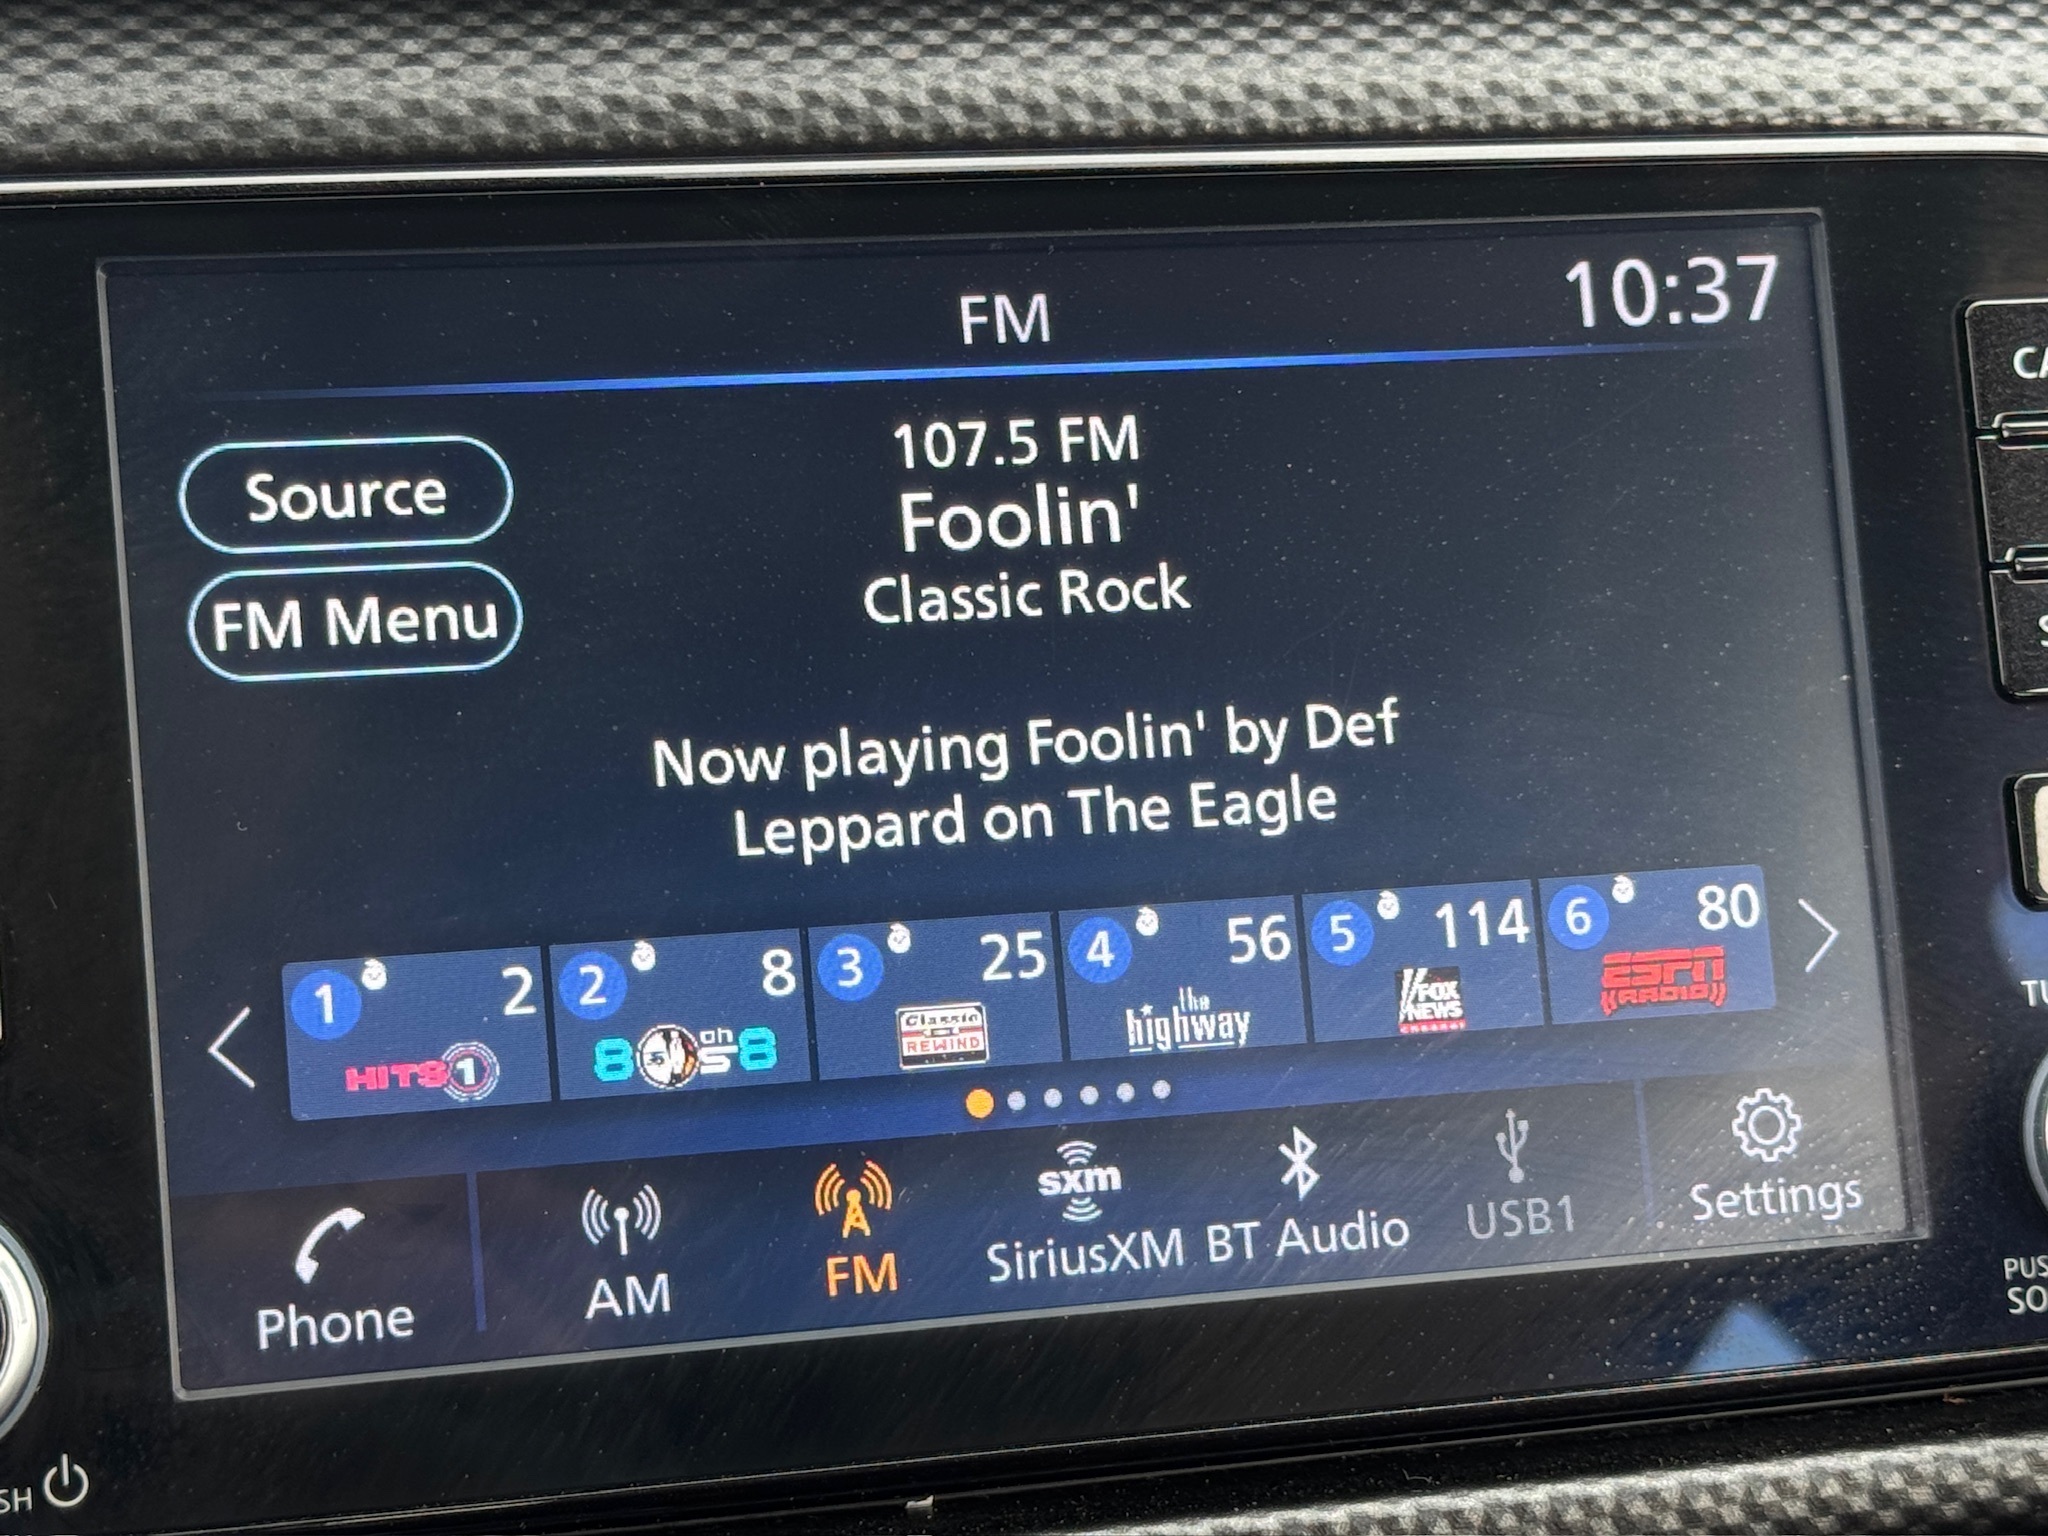 FM
10:37
107.5 FM
Foolin'
Classic Rock
Source
FM Menu
Now playing Foolin' by Def
Leppard on The Eagle
1 2
HITS 1
2 8
80s on 8
3 25
Classic REWIND
4 56
the highway
5 114
FOX NEWS channel
6 80
ESPN RADIO
Phone
AM
FM
sxm
SiriusXM
BT Audio
USB1
Settings